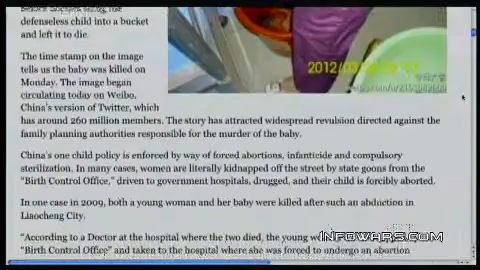 defenseless child into a bucket
and left it to die.
The time stamp on the image
tells us the baby was killed on
Monday. The image began
circulating today on Weibo,
China's version of Twitter, which
has around 260 million members. The story has attracted widespread revulsion directed against the
family planning authorities responsible for the murder of the baby.
China's one child policy is enforced by way of forced abortions, infanticide and compulsory
sterilization. In many cases, women are literally kidnapped off the street by state goons from the
"Birth Control Office," driven to government hospitals, drugged, and their child is forcibly aborted.
In one case in 2009, both a young woman and her baby were killed after such an abduction in
Liaocheng City.
"According to a Doctor at the hospital where the two died, the young
Birth Control Office" and taken to the hospital where she was forced to undergo an abortion
INFOWARS.COM